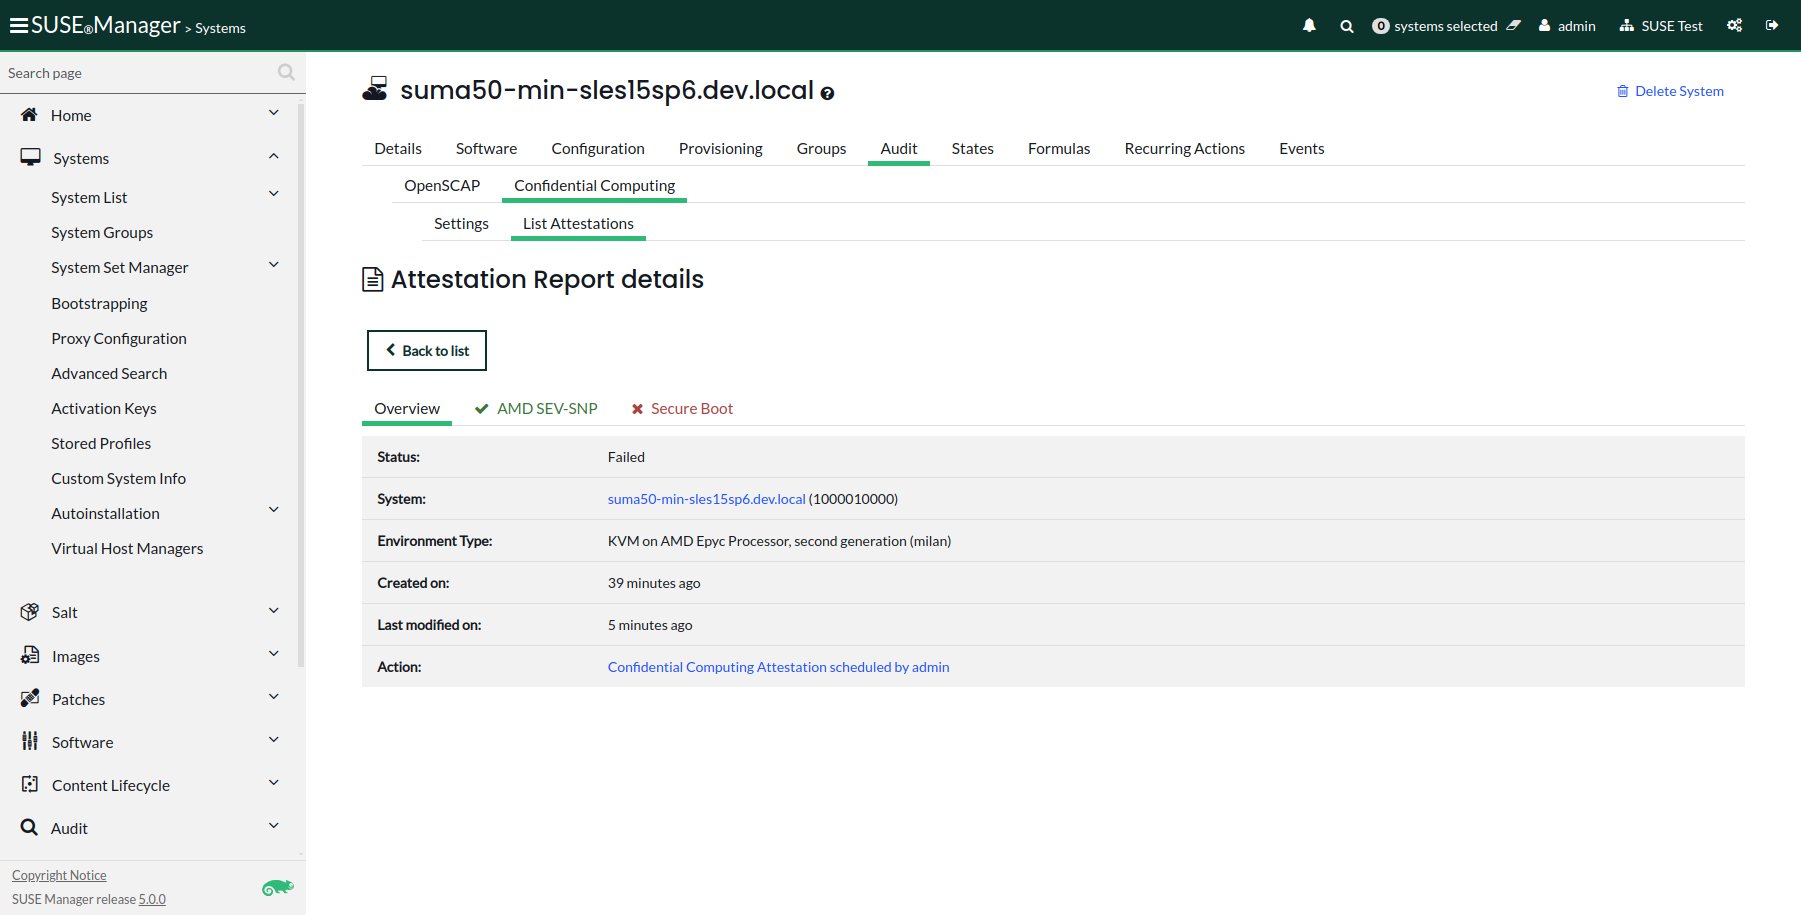 SUSE®Manager > Systems
0 systems selected admin SUSE Test
Search page
Home
Systems
System List
System Groups
System Set Manager
Bootstrapping
Proxy Configuration
Advanced Search
Activation Keys
Stored Profiles
Custom System Info
Autoinstallation
Virtual Host Managers
Salt
Images
Patches
Software
Content Lifecycle
Audit
Copyright Notice
SUSE Manager release 5.0.0
suma50-min-sles15sp6.dev.local ?
Delete System
Details Software Configuration Provisioning Groups Audit States Formulas Recurring Actions Events
OpenSCAP Confidential Computing
Settings List Attestations
Attestation Report details
Back to list
Overview AMD SEV-SNP Secure Boot
Status: Failed
System: suma50-min-sles15sp6.dev.local (1000010000)
Environment Type: KVM on AMD Epyc Processor, second generation (milan)
Created on: 39 minutes ago
Last modified on: 5 minutes ago
Action: Confidential Computing Attestation scheduled by admin